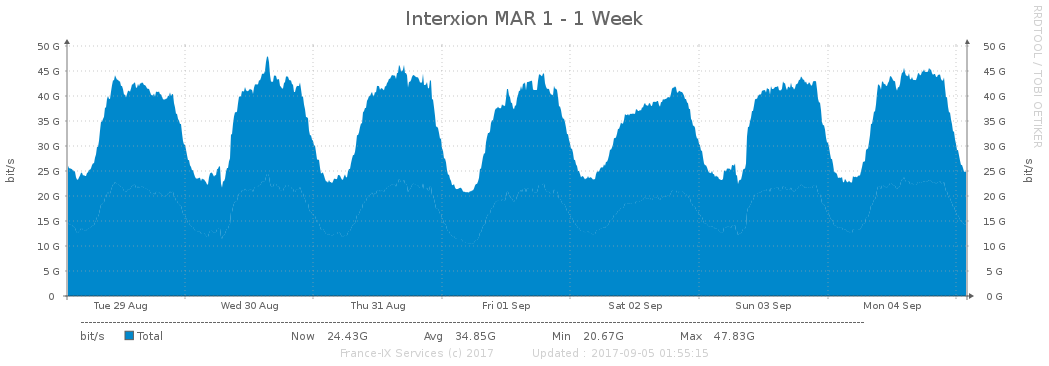 Interxion MAR 1 - 1 Week
RRDTOOL / TOBI OETIKER
50 G 50 G
45 G 45 G
40 G 40 G
35 G 35 G
30 G 30 G
25 G 25 G
20 G 20 G
15 G 15 G
10 G 10 G
5 G 5 G
0 0 G
bit/s
bit/s
Tue 29 Aug Wed 30 Aug Thu 31 Aug Fri 01 Sep Sat 02 Sep Sun 03 Sep Mon 04 Sep
bit/s Total Now 24.43G Avg 34.85G Min 20.67G Max 47.83G
France-IX Services (c) 2017 Updated : 2017-09-05 01:55:15